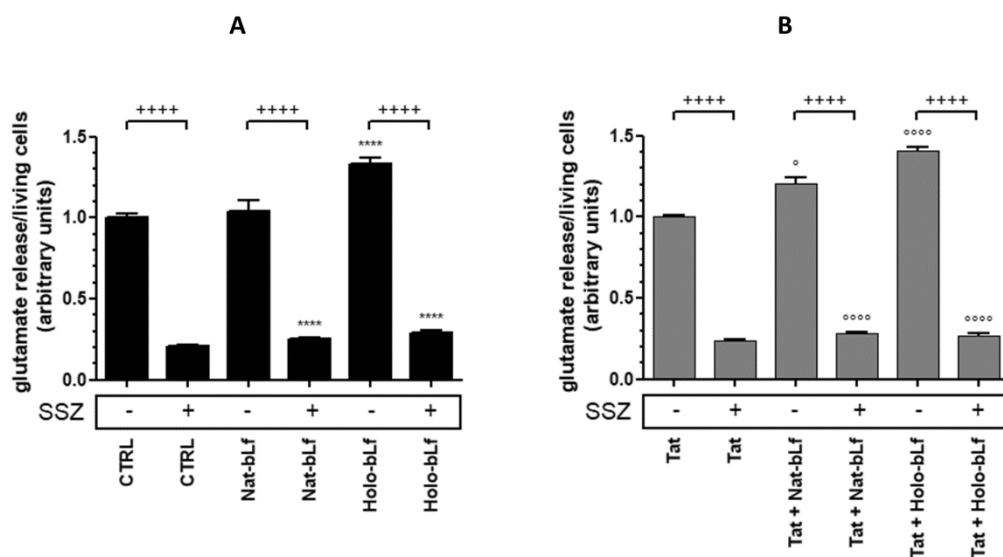 A
B
glutamate release/living cells
(arbitrary units)
++++ ++++ ++++
1.5
1.0
0.5
0.0
**** **** ****
SSZ - + - + - +
CTRL
CTRL
Nat-bLf
Nat-bLf
Holo-bLf
Holo-bLf
glutamate release/living cells
(arbitrary units)
++++ ++++ ++++
1.5
1.0
0.5
0.0
° °°°° °°°° °°°°
SSZ - + - + - +
Tat
Tat
Tat + Nat-bLf
Tat + Nat-bLf
Tat + Holo-bLf
Tat + Holo-bLf